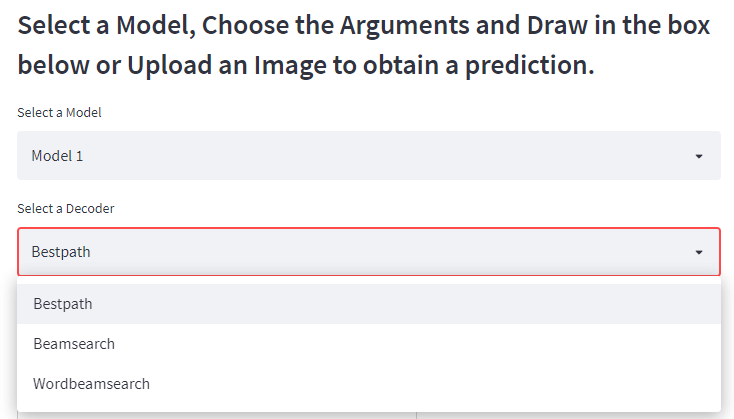 Select a Model, Choose the Arguments and Draw in the box
below or Upload an Image to obtain a prediction.
Select a Model
Model 1
Select a Decoder
Bestpath
Bestpath
Beamsearch
Wordbeamsearch